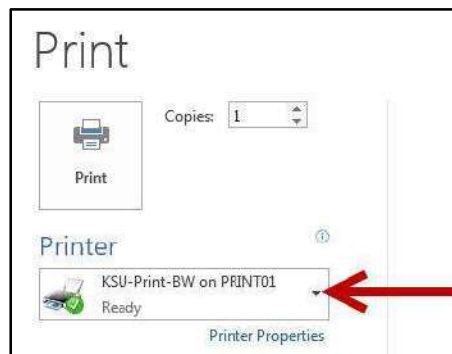 Print
Copies: 1
Print
Printer
KSU-Print-BW on PRINT01
Ready
Printer Properties